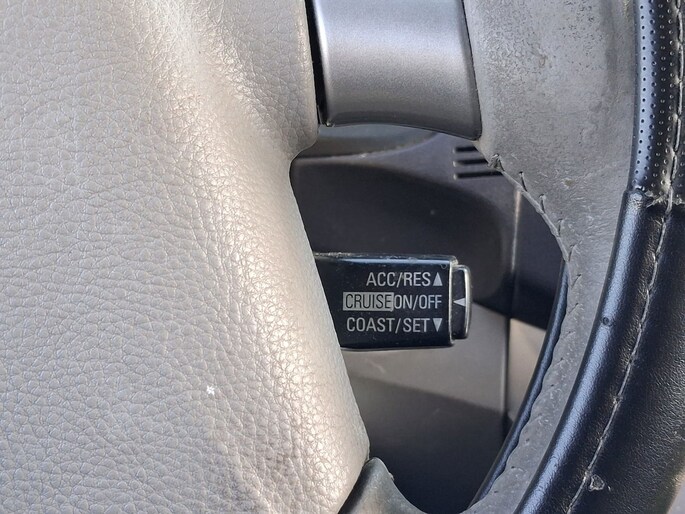 ACC/RES▲
CRUISE ON/OFF ◄
COAST/SET▼